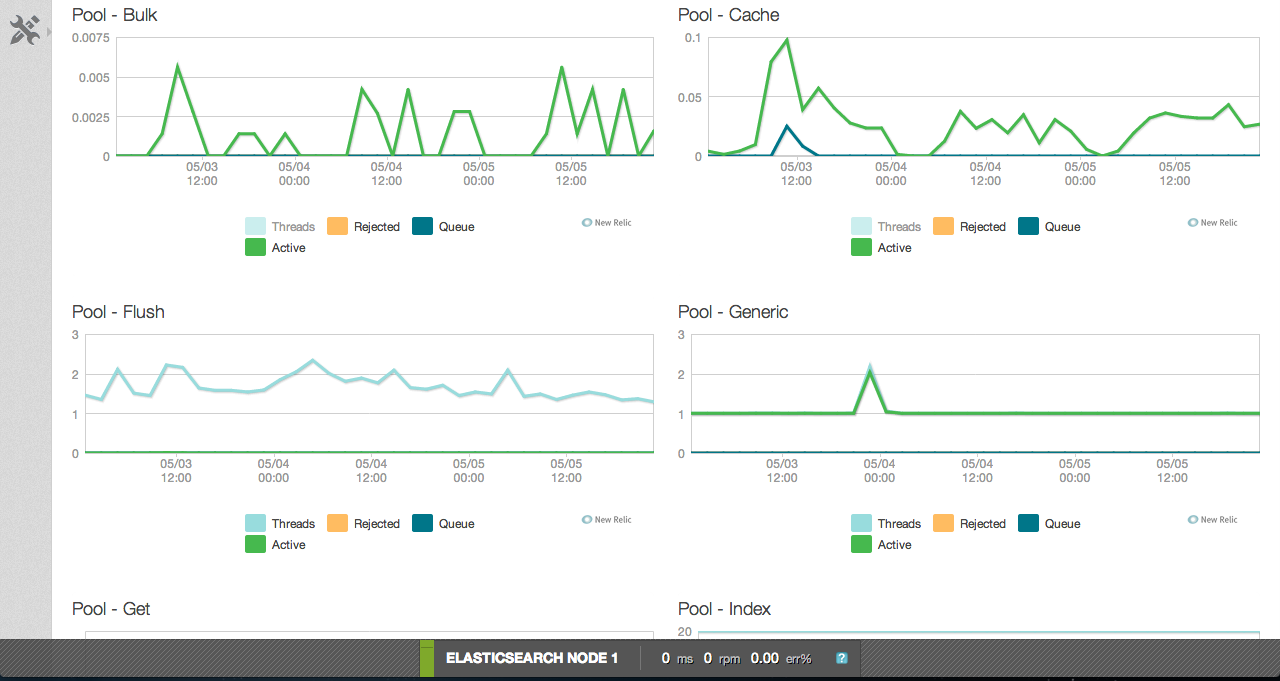 Pool - Bulk
0.0075
0.005
0.0025
0
05/03 05/04 05/04 05/05 05/05
12:00 00:00 12:00 00:00 12:00
Threads Rejected Queue
Active
New Relic
Pool - Cache
0.1
0.05
0
05/03 05/04 05/04 05/05 05/05
12:00 00:00 12:00 00:00 12:00
Threads Rejected Queue
Active
New Relic
Pool - Flush
3
2
1
0
05/03 05/04 05/04 05/05 05/05
12:00 00:00 12:00 00:00 12:00
Threads Rejected Queue
Active
New Relic
Pool - Generic
3
2
1
0
05/03 05/04 05/04 05/05 05/05
12:00 00:00 12:00 00:00 12:00
Threads Rejected Queue
Active
New Relic
Pool - Get
Pool - Index
20
ELASTICSEARCH NODE 1 0 ms 0 rpm 0.00 err% ?